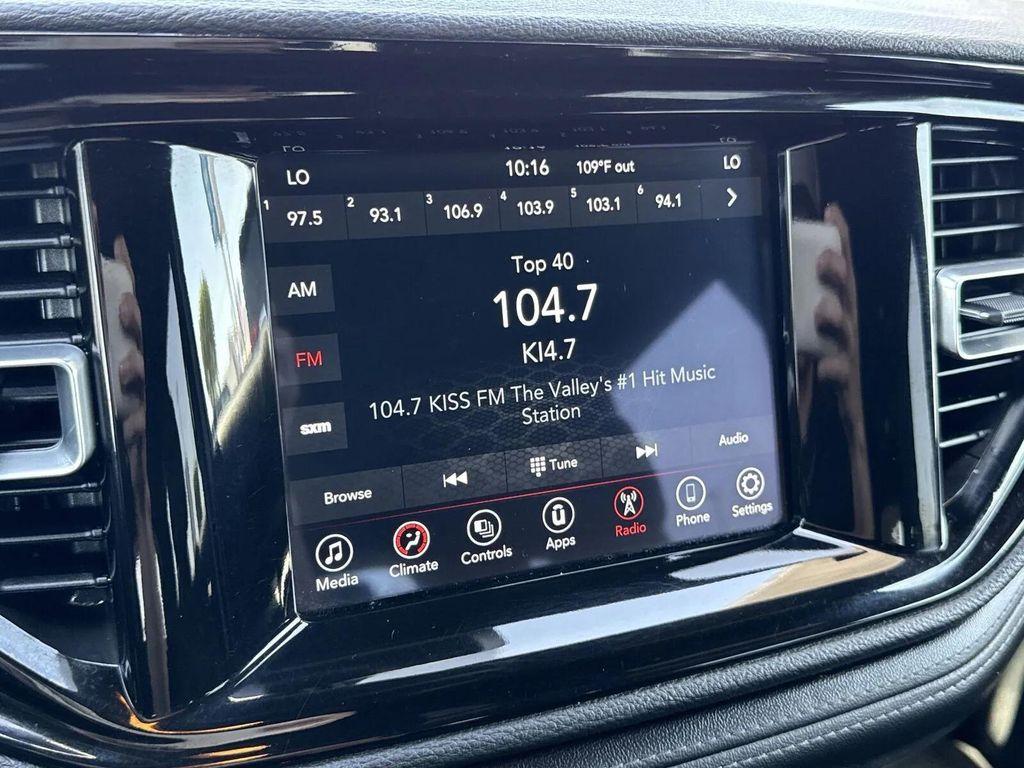 LO 10:16 109°F out LO
1 97.5 2 93.1 3 106.9 4 103.9 5 103.1 6 94.1
Top 40
AM
104.7
FM
KI4.7
104.7 KISS FM The Valley's #1 Hit Music
Station
sxm
Browse Tune Audio
Media Climate Controls Apps Radio Phone Settings